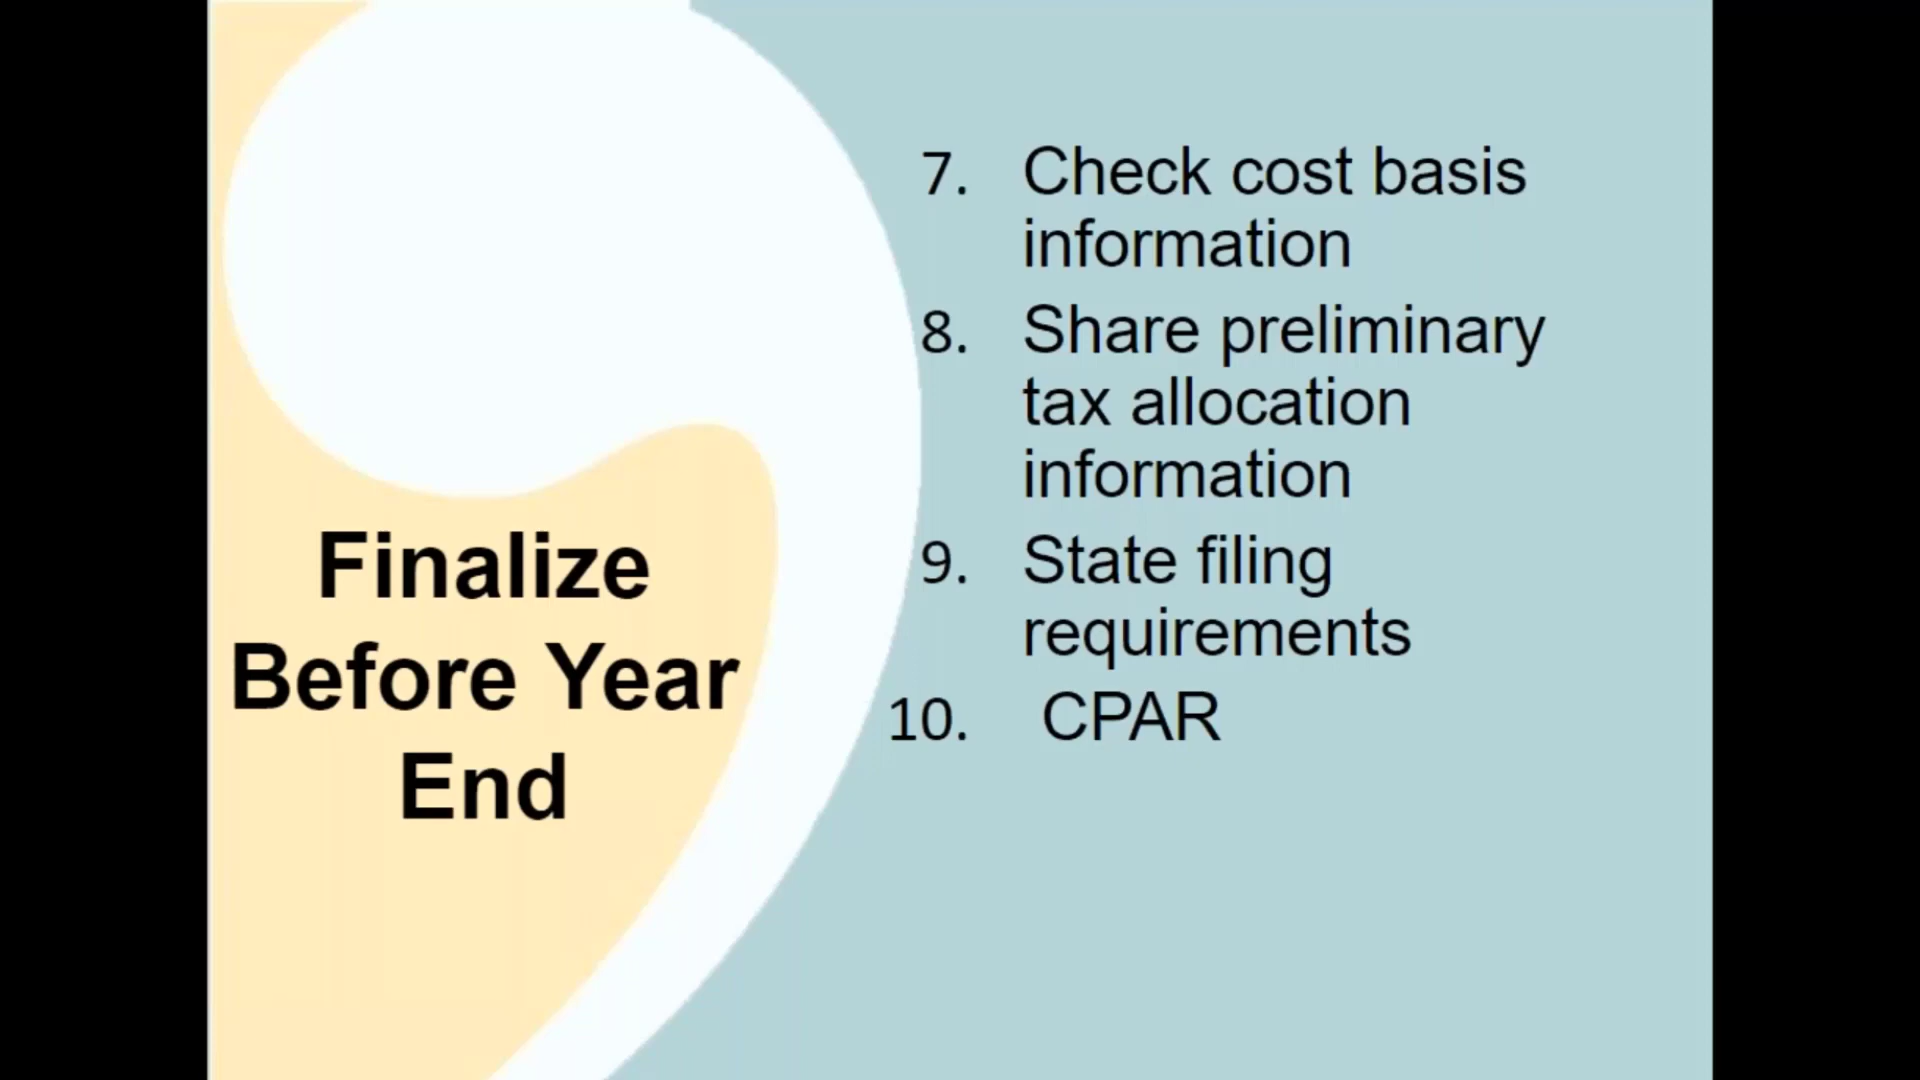 Finalize
Before Year
End
7. Check cost basis
information
8. Share preliminary
tax allocation
information
9. State filing
requirements
10. CPAR